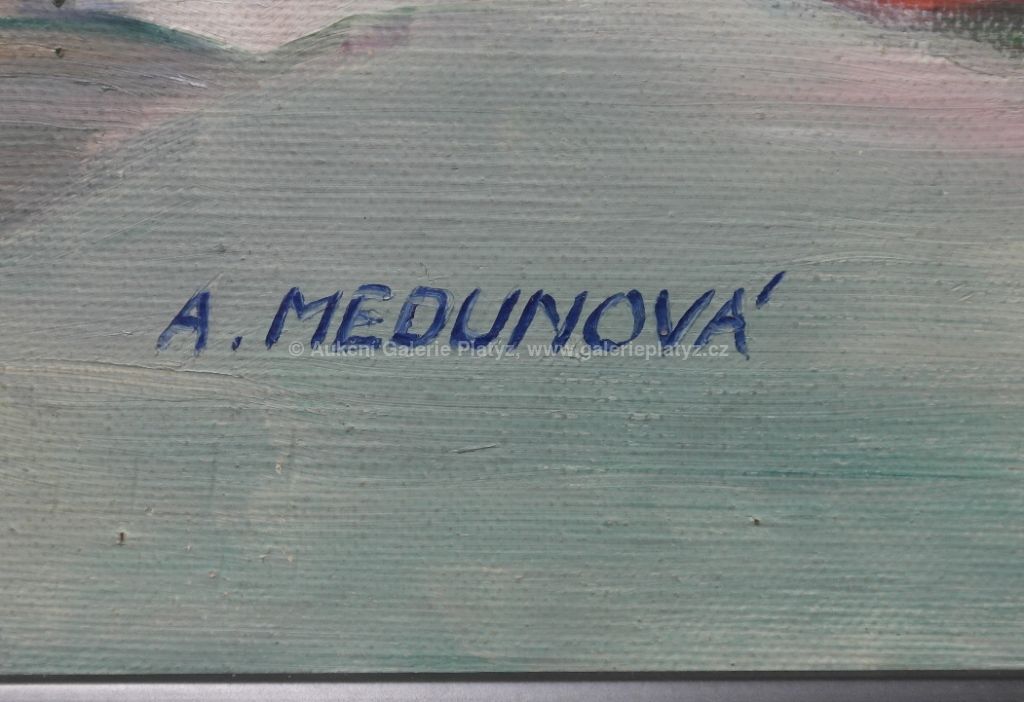 A. MEDUNOVÁ
© Aukční Galerie Platýz, www.galerieplatyz.cz